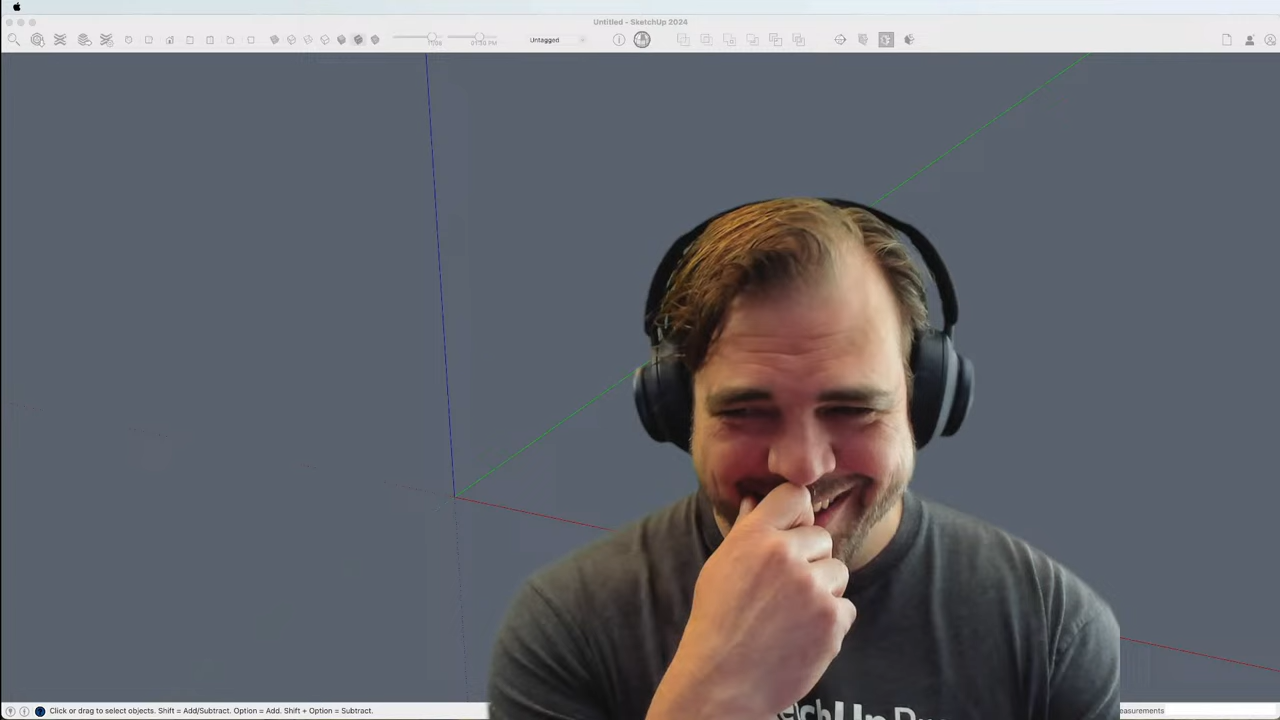 Untitled - SketchUp 2024
Untagged
Click or drag to select objects. Shift = Add/Subtract. Option = Add. Shift + Option = Subtract.
easurements